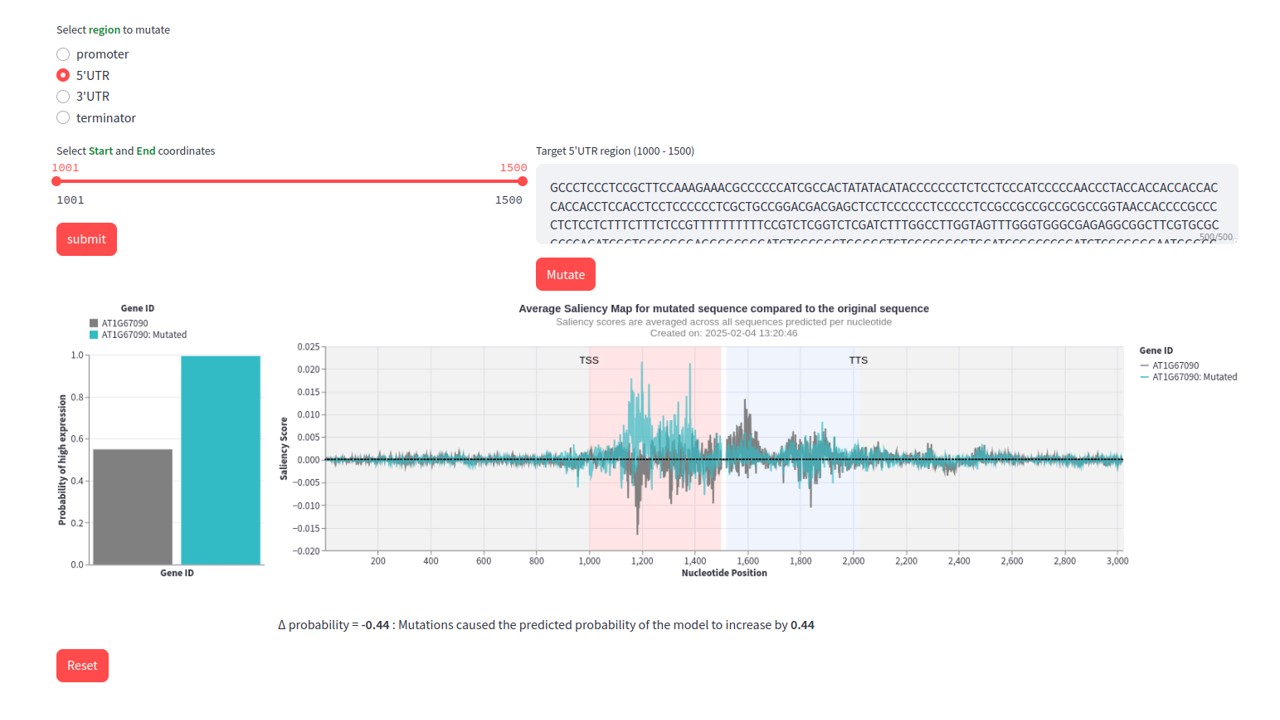 Select region to mutate
promoter
5'UTR
3'UTR
terminator
Select Start and End coordinates
1001
1500
1001
1500
submit
Target 5'UTR region (1000 - 1500)
GCCCTCCCTCCGCTTCCAAAGAAACGCCCCCCATCGCCACTATATACATACCCCCCCTCTCCTCCCATCCCCCAACCCTACCACCACCACCAC
CACCACCTCCACCTCCTCCCCCCTCGCTGCCGGACGACGAGCTCCTCCCCCCTCCCCCTCCGCCGCCGCCGCGCCGGTAACCACCCCGCCC
CTCTCCTCTTTCTTTCTCCGTTTTTTTTTTCCGTCTCGGTCTCGATCTTTGGCCTTGGTAGTTTGGGTGGGCGAGAGGCGGCTTCGTGCGC
500/500
Mutate
Gene ID
AT1G67090
AT1G67090: Mutated
Probability of high expression
1.0
0.8
0.6
0.4
0.2
0.0
Gene ID
Average Saliency Map for mutated sequence compared to the original sequence
Saliency scores are averaged across all sequences predicted per nucleotide
Created on: 2025-02-04 13:20:46
Saliency Score
0.025
0.020
0.015
0.010
0.005
0.000
−0.005
−0.010
−0.015
−0.020
TSS
TTS
200 400 600 800 1,000 1,200 1,400 1,600 1,800 2,000 2,200 2,400 2,600 2,800 3,000
Nucleotide Position
Gene ID
AT1G67090
AT1G67090: Mutated
Δ probability = -0.44 : Mutations caused the predicted probability of the model to increase by 0.44
Reset